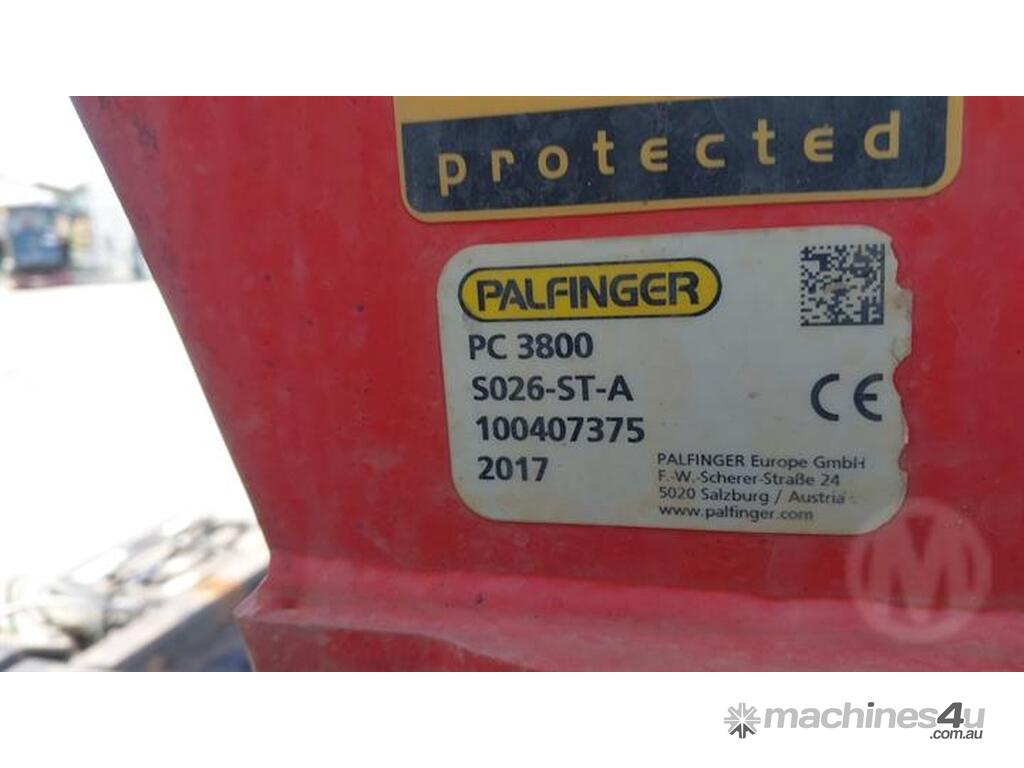 protected
PALFINGER
PC 3800
S026-ST-A
100407375
2017
CE
PALFINGER Europe GmbH
F.-W.-Scherer-Straße 24
5020 Salzburg / Austria
www.palfinger.com
M
machines4u
.com.au